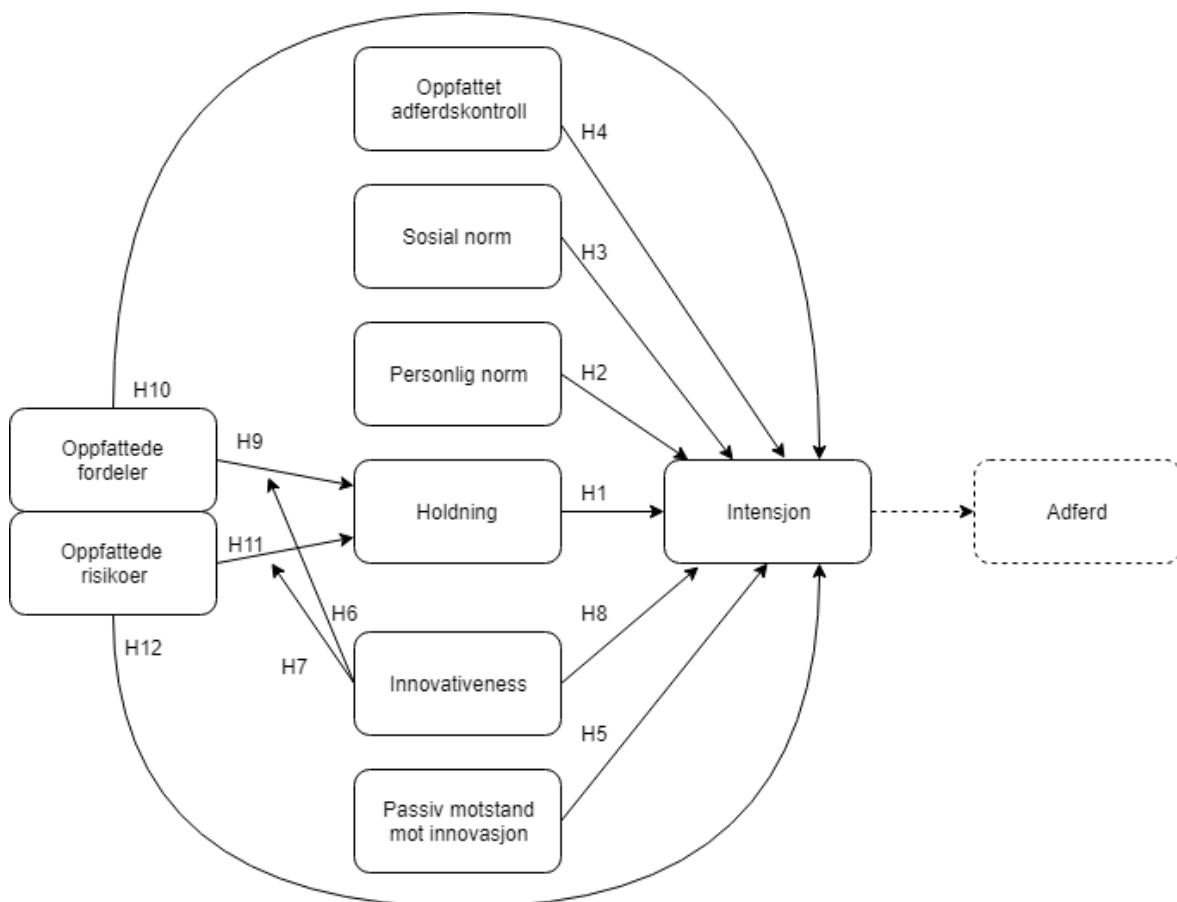 Oppfattet
adferdskontroll
H4
Sosial norm
H3
Personlig norm
H2
H10
Oppfattede
fordeler
H9
Holdning
H1
Intensjon
Adferd
Oppfattede
risikoer
H11
H12
H6
H7
Innovativeness
H8
H5
Passiv motstand
mot innovasjon